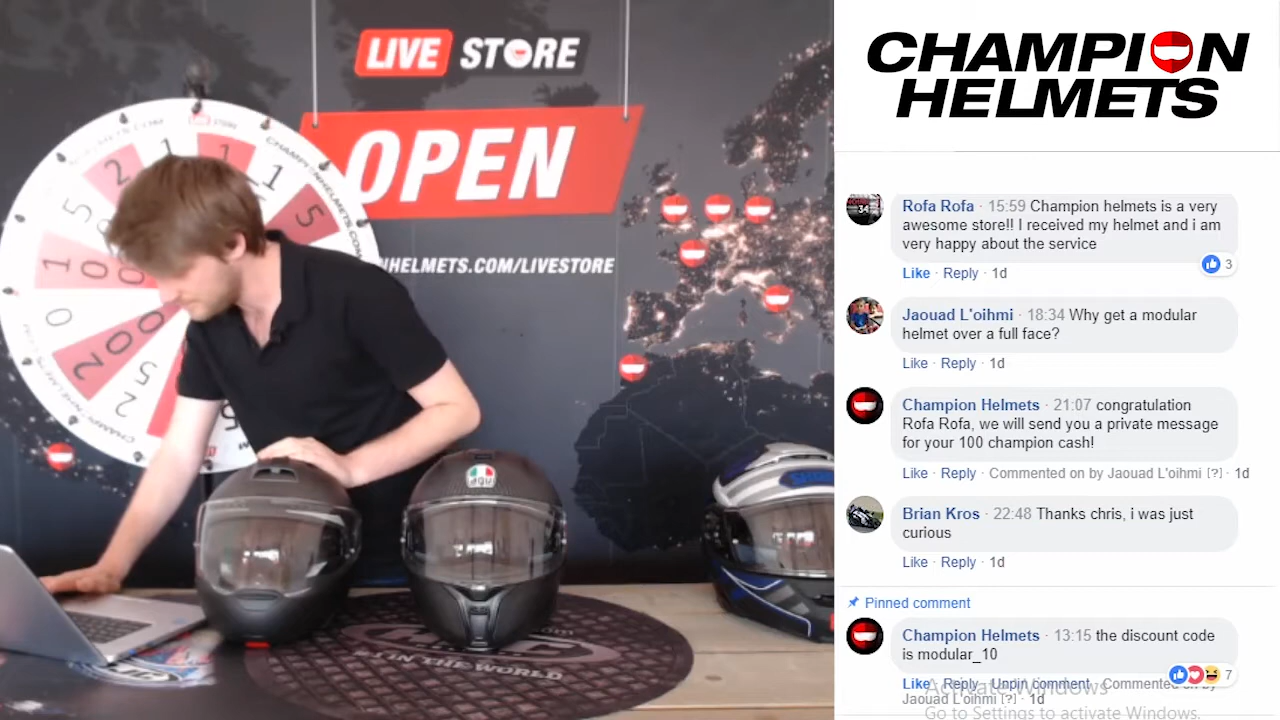 LIVE STORE
OPEN
NHELMETS.COM/LIVESTORE
AGV
IN THE WORLD
CHAMPION
HELMETS
Rofa Rofa · 15:59 Champion helmets is a very
awesome store!! I received my helmet and i am
very happy about the service
3
Like · Reply · 1d
Jaouad L'oihmi · 18:34 Why get a modular
helmet over a full face?
Like · Reply · 1d
Champion Helmets · 21:07 congratulation
Rofa Rofa, we will send you a private message
for your 100 champion cash!
Like · Reply · Commented on by Jaouad L'oihmi [?] · 1d
Brian Kros · 22:48 Thanks chris, i was just
curious
Like · Reply · 1d
Pinned comment
Champion Helmets · 13:15 the discount code
is modular_10
7
Like · Reply · Unpin comment · Commented on by
Jaouad L'oihmi [?] · 1d
Activate Windows
Go to Settings to activate Windows.